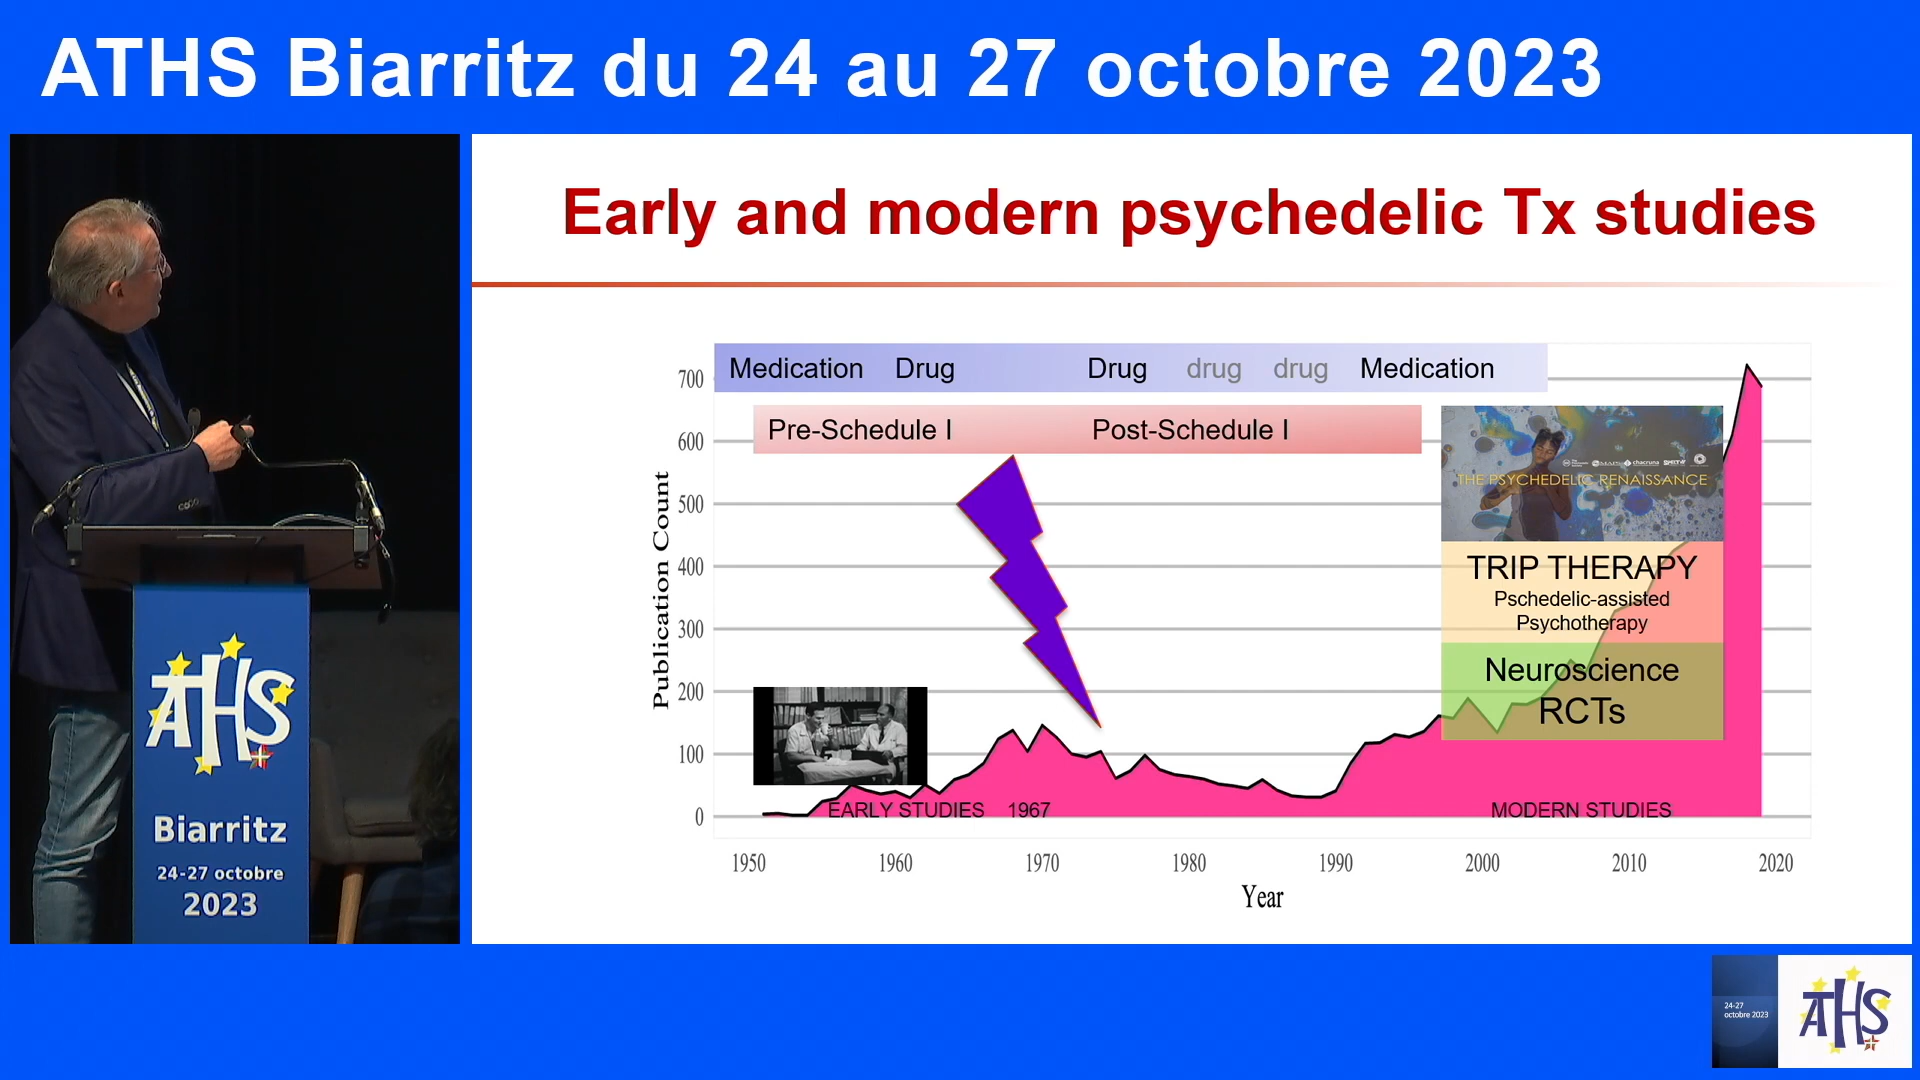 ATHS Biarritz du 24 au 27 octobre 2023
Early and modern psychedelic Tx studies
Medication Drug Drug drug drug Medication
Pre-Schedule I Post-Schedule I
THE PSYCHEDELIC RENAISSANCE
TRIP THERAPY
Pschedelic-assisted
Psychotherapy
Neuroscience
RCTs
Publication Count
700
600
500
400
300
200
100
0
EARLY STUDIES 1967 MODERN STUDIES
1950 1960 1970 1980 1990 2000 2010 2020
Year
ATHS
Biarritz
24-27 octobre
2023
24-27
octobre 2023
ATHS